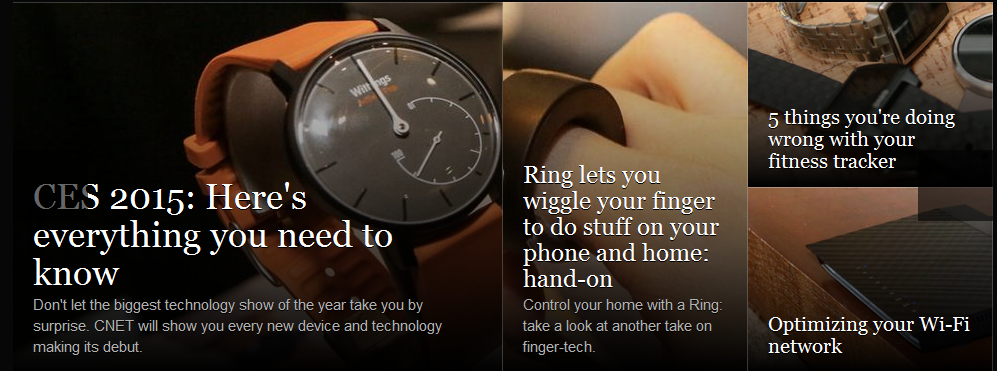 Withings
CES 2015: Here's
everything you need to
know
Don't let the biggest technology show of the year take you by
surprise. CNET will show you every new device and technology
making its debut.
Ring lets you
wiggle your finger
to do stuff on your
phone and home:
hand-on
Control your home with a Ring:
take a look at another take on
finger-tech.
5 things you're doing
wrong with your
fitness tracker
Optimizing your Wi-Fi
network